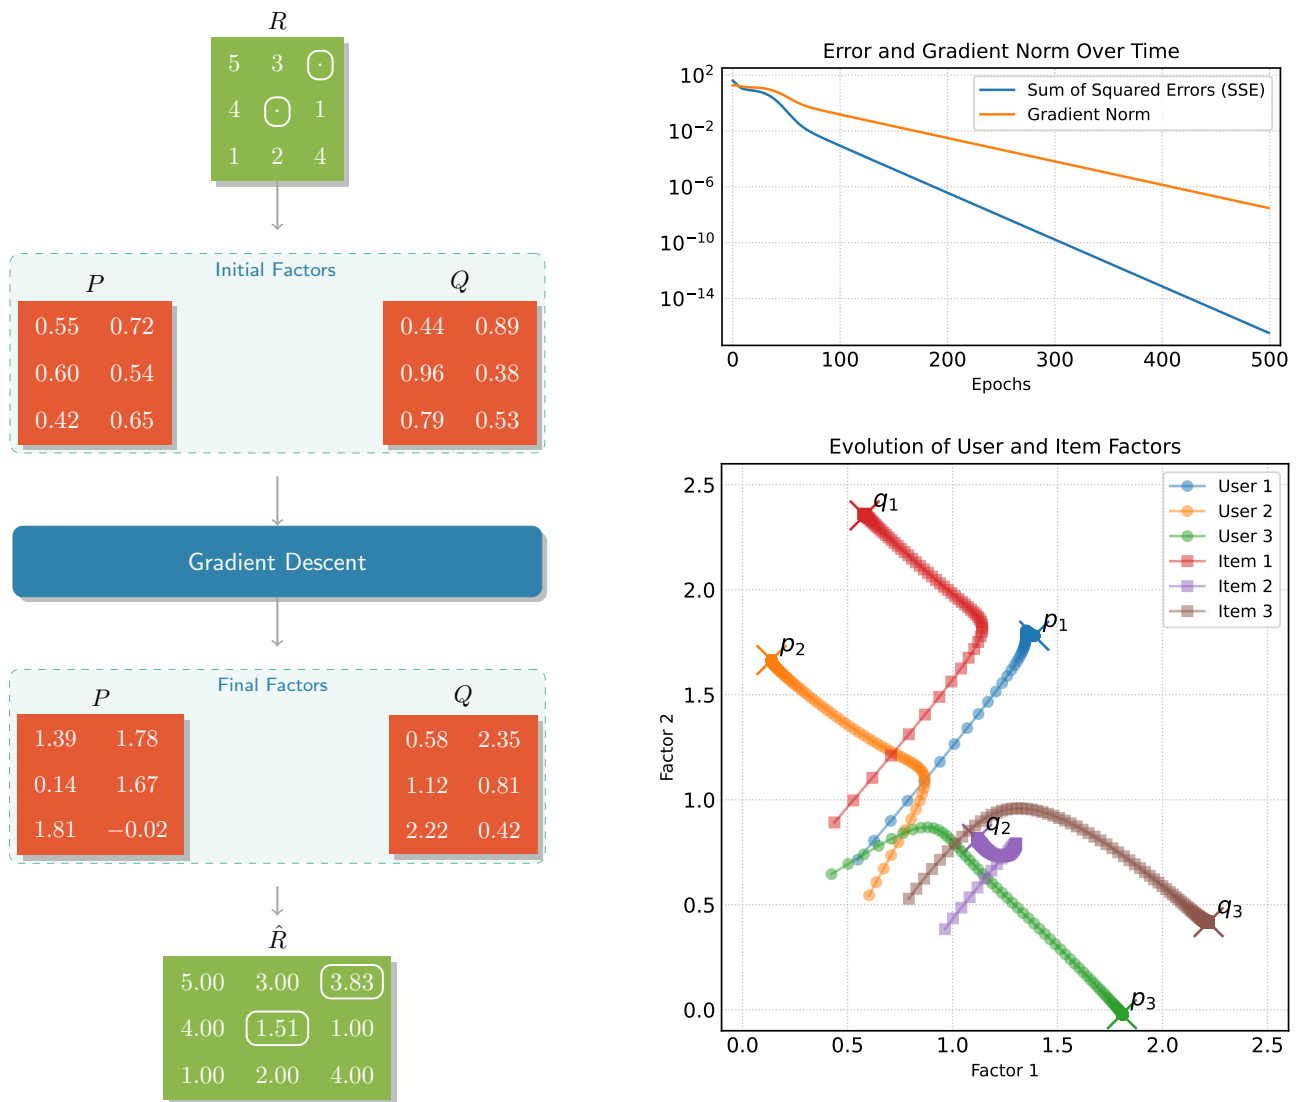 R
5 3 ·
4 · 1
1 2 4
Initial Factors
P
0.55 0.72
0.60 0.54
0.42 0.65
Q
0.44 0.89
0.96 0.38
0.79 0.53
Gradient Descent
Final Factors
P
1.39 1.78
0.14 1.67
1.81 −0.02
Q
0.58 2.35
1.12 0.81
2.22 0.42
R̂
5.00 3.00 3.83
4.00 1.51 1.00
1.00 2.00 4.00
Error and Gradient Norm Over Time
Sum of Squared Errors (SSE)
Gradient Norm
10²
10⁻²
10⁻⁶
10⁻¹⁰
10⁻¹⁴
0 100 200 300 400 500
Epochs
Evolution of User and Item Factors
User 1
User 2
User 3
Item 1
Item 2
Item 3
q₁
p₁
p₂
q₂
q₃
p₃
Factor 2
2.5
2.0
1.5
1.0
0.5
0.0
0.0 0.5 1.0 1.5 2.0 2.5
Factor 1